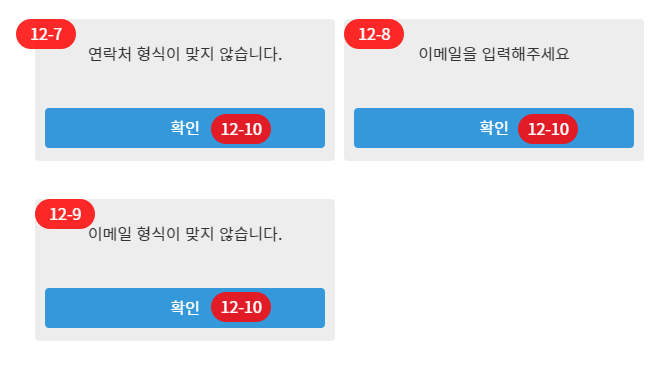 12-7
연락처 형식이 맞지 않습니다.
확인 12-10
12-8
이메일을 입력해주세요
확인 12-10
12-9
이메일 형식이 맞지 않습니다.
확인 12-10